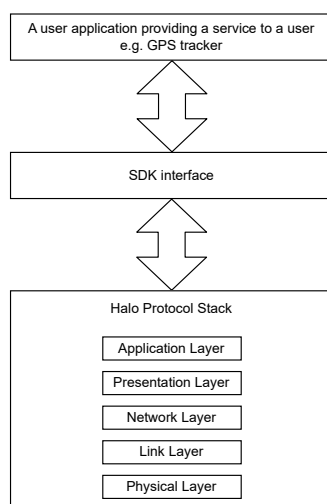 A user application providing a service to a user
e.g. GPS tracker
SDK interface
Halo Protocol Stack
Application Layer
Presentation Layer
Network Layer
Link Layer
Physical Layer